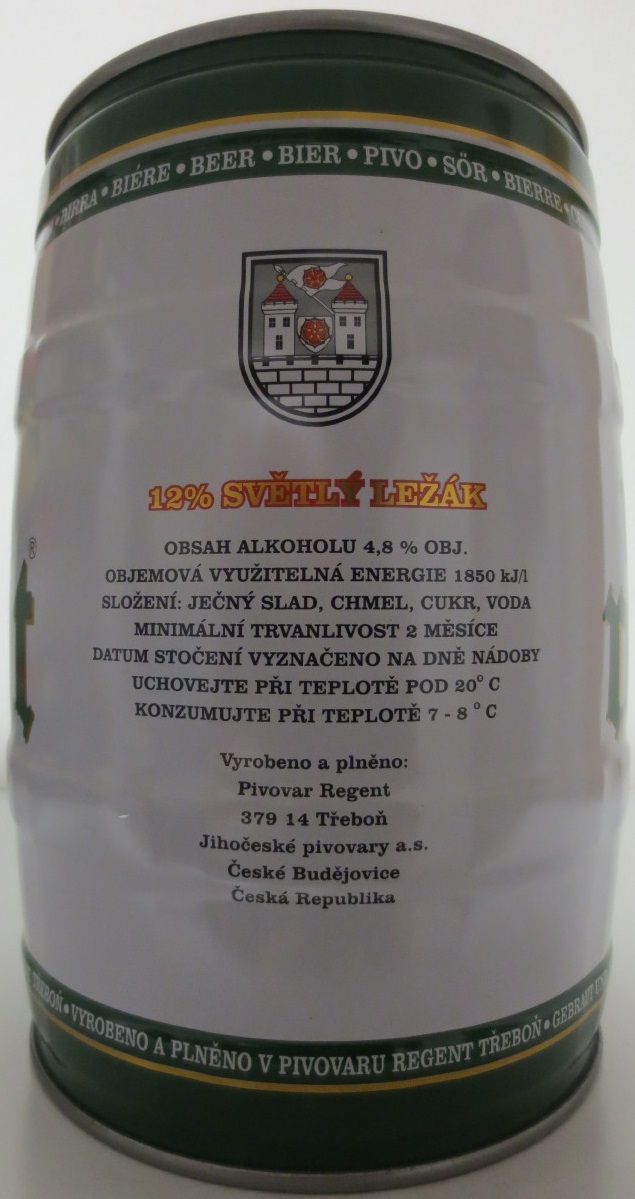 BIRRA • BIÉRE • BEER • BIER • PIVO • SÖR • BIERRE •
12% SVĚTLÝ LEŽÁK
OBSAH ALKOHOLU 4,8 % OBJ.
OBJEMOVÁ VYUŽITELNÁ ENERGIE 1850 kJ/l
SLOŽENÍ: JEČNÝ SLAD, CHMEL, CUKR, VODA
MINIMÁLNÍ TRVANLIVOST 2 MĚSÍCE
DATUM STOČENÍ VYZNAČENO NA DNĚ NÁDOBY
UCHOVEJTE PŘI TEPLOTĚ POD 20° C
KONZUMUJTE PŘI TEPLOTĚ 7 - 8 ° C
®
t
Vyrobeno a plněno:
Pivovar Regent
379 14 Třeboň
Jihočeské pivovary a.s.
České Budějovice
Česká Republika
TŘEBOŇ • VYROBENO A PLNĚNO V PIVOVARU REGENT TŘEBOŇ • GEBRAUT